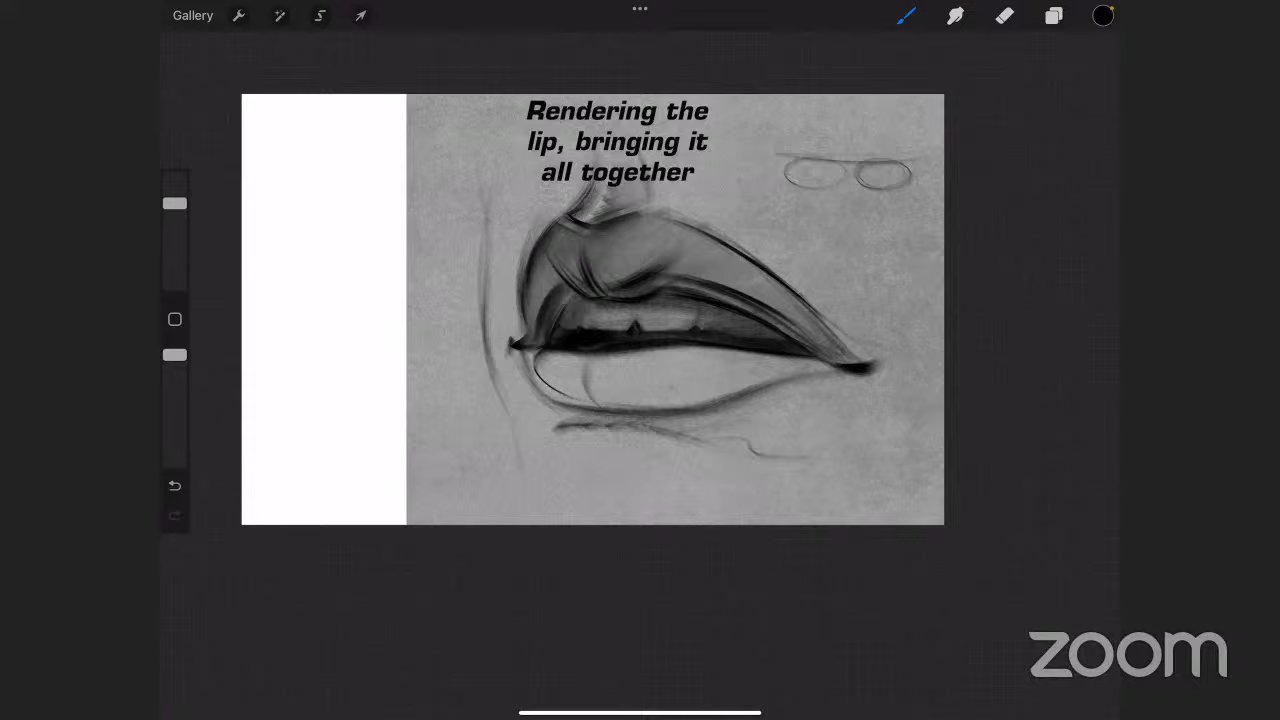 Gallery
Rendering the
lip, bringing it
all together
zoom